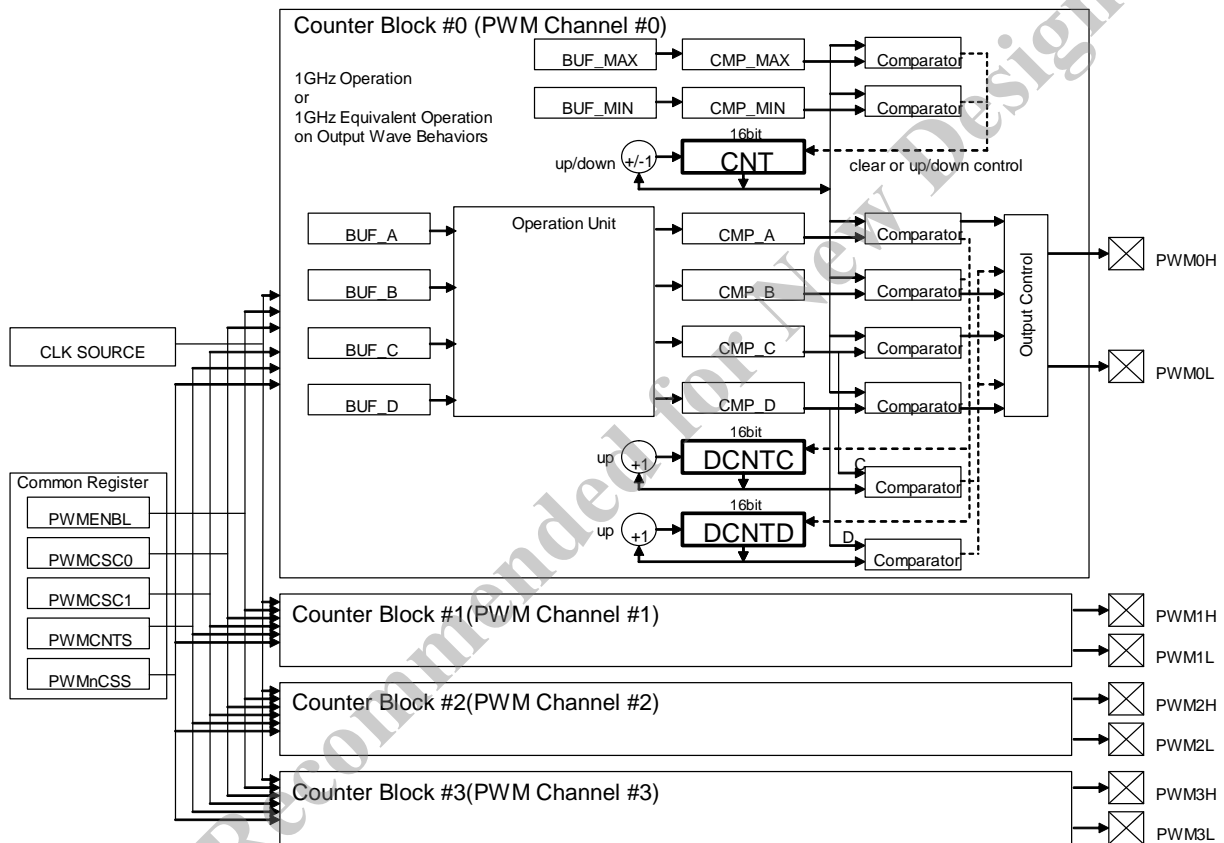 Counter Block #0 (PWM Channel #0)
1GHz Operation
or
1GHz Equivalent Operation
on Output Wave Behaviors
BUF_MAX
CMP_MAX
Comparator
BUF_MIN
CMP_MIN
Comparator
16bit
up/down
+/-1
CNT
clear or up/down control
Operation Unit
BUF_A
CMP_A
Comparator
BUF_B
CMP_B
Comparator
BUF_C
CMP_C
Comparator
BUF_D
CMP_D
Comparator
Output Control
PWM0H
PWM0L
CLK SOURCE
16bit
up
+1
DCNTC
C
Comparator
16bit
up
+1
DCNTD
D
Comparator
Common Register
PWMENBL
PWMCSC0
PWMCSC1
PWMCNTS
PWMnCSS
Counter Block #1(PWM Channel #1)
PWM1H
PWM1L
Counter Block #2(PWM Channel #2)
PWM2H
PWM2L
Counter Block #3(PWM Channel #3)
PWM3H
PWM3L
Recommended for New Design